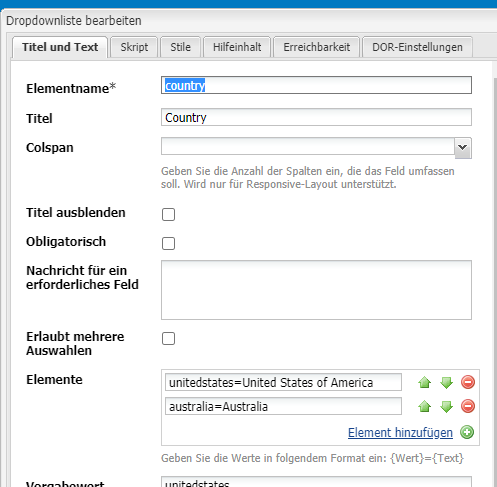 Dropdownliste bearbeiten
Titel und Text Skript Stile Hilfeinhalt Erreichbarkeit DOR-Einstellungen
Elementname* country
Titel Country
Colspan
Geben Sie die Anzahl der Spalten ein, die das Feld umfassen
soll. Wird nur für Responsive-Layout unterstützt.
Titel ausblenden
Obligatorisch
Nachricht für ein
erforderliches Feld
Erlaubt mehrere
Auswahlen
Elemente unitedstates=United States of America
australia=Australia
Element hinzufügen
Geben Sie die Werte in folgendem Format ein: {Wert}={Text}
Vorgabewort unitedstates